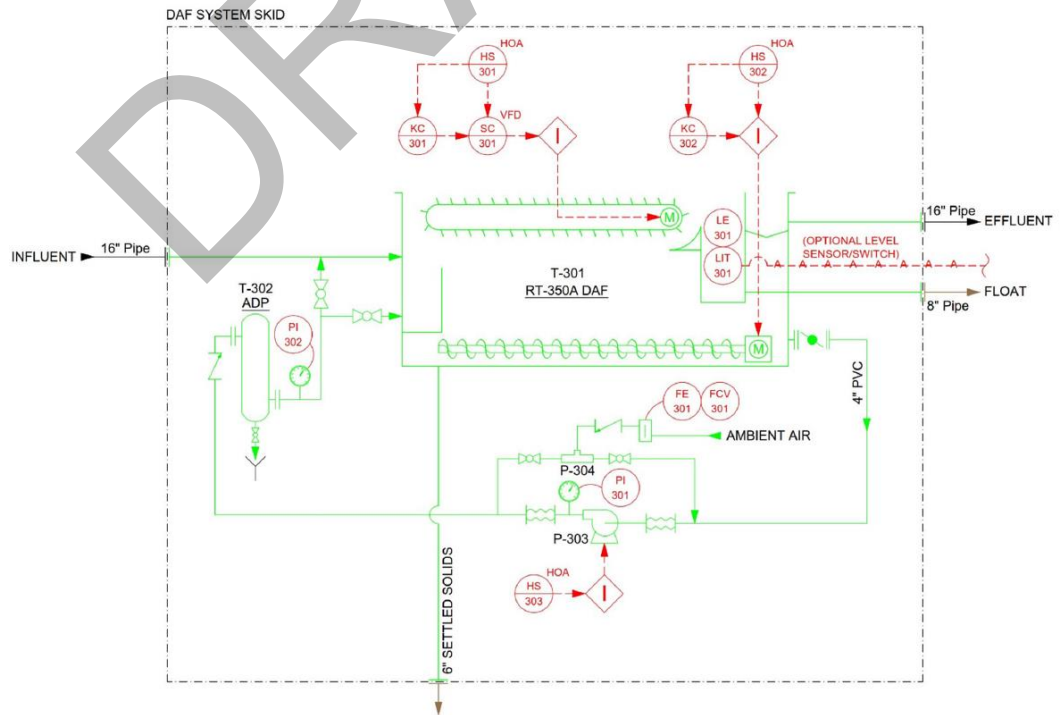 DAF SYSTEM SKID
DRA
HOA
HS
301
HOA
HS
302
KC
301
VFD
SC
301
I
KC
302
I
M
LE
301
LIT
301
16" Pipe
EFFLUENT
(OPTIONAL LEVEL
SENSOR/SWITCH)
A A A A A A A A
FLOAT
8" Pipe
INFLUENT
16" Pipe
T-301
RT-350A DAF
T-302
ADP
PI
302
M
4" PVC
FE
301
FCV
301
AMBIENT AIR
P-304
PI
301
P-303
HOA
HS
303
I
6" SETTLED SOLIDS